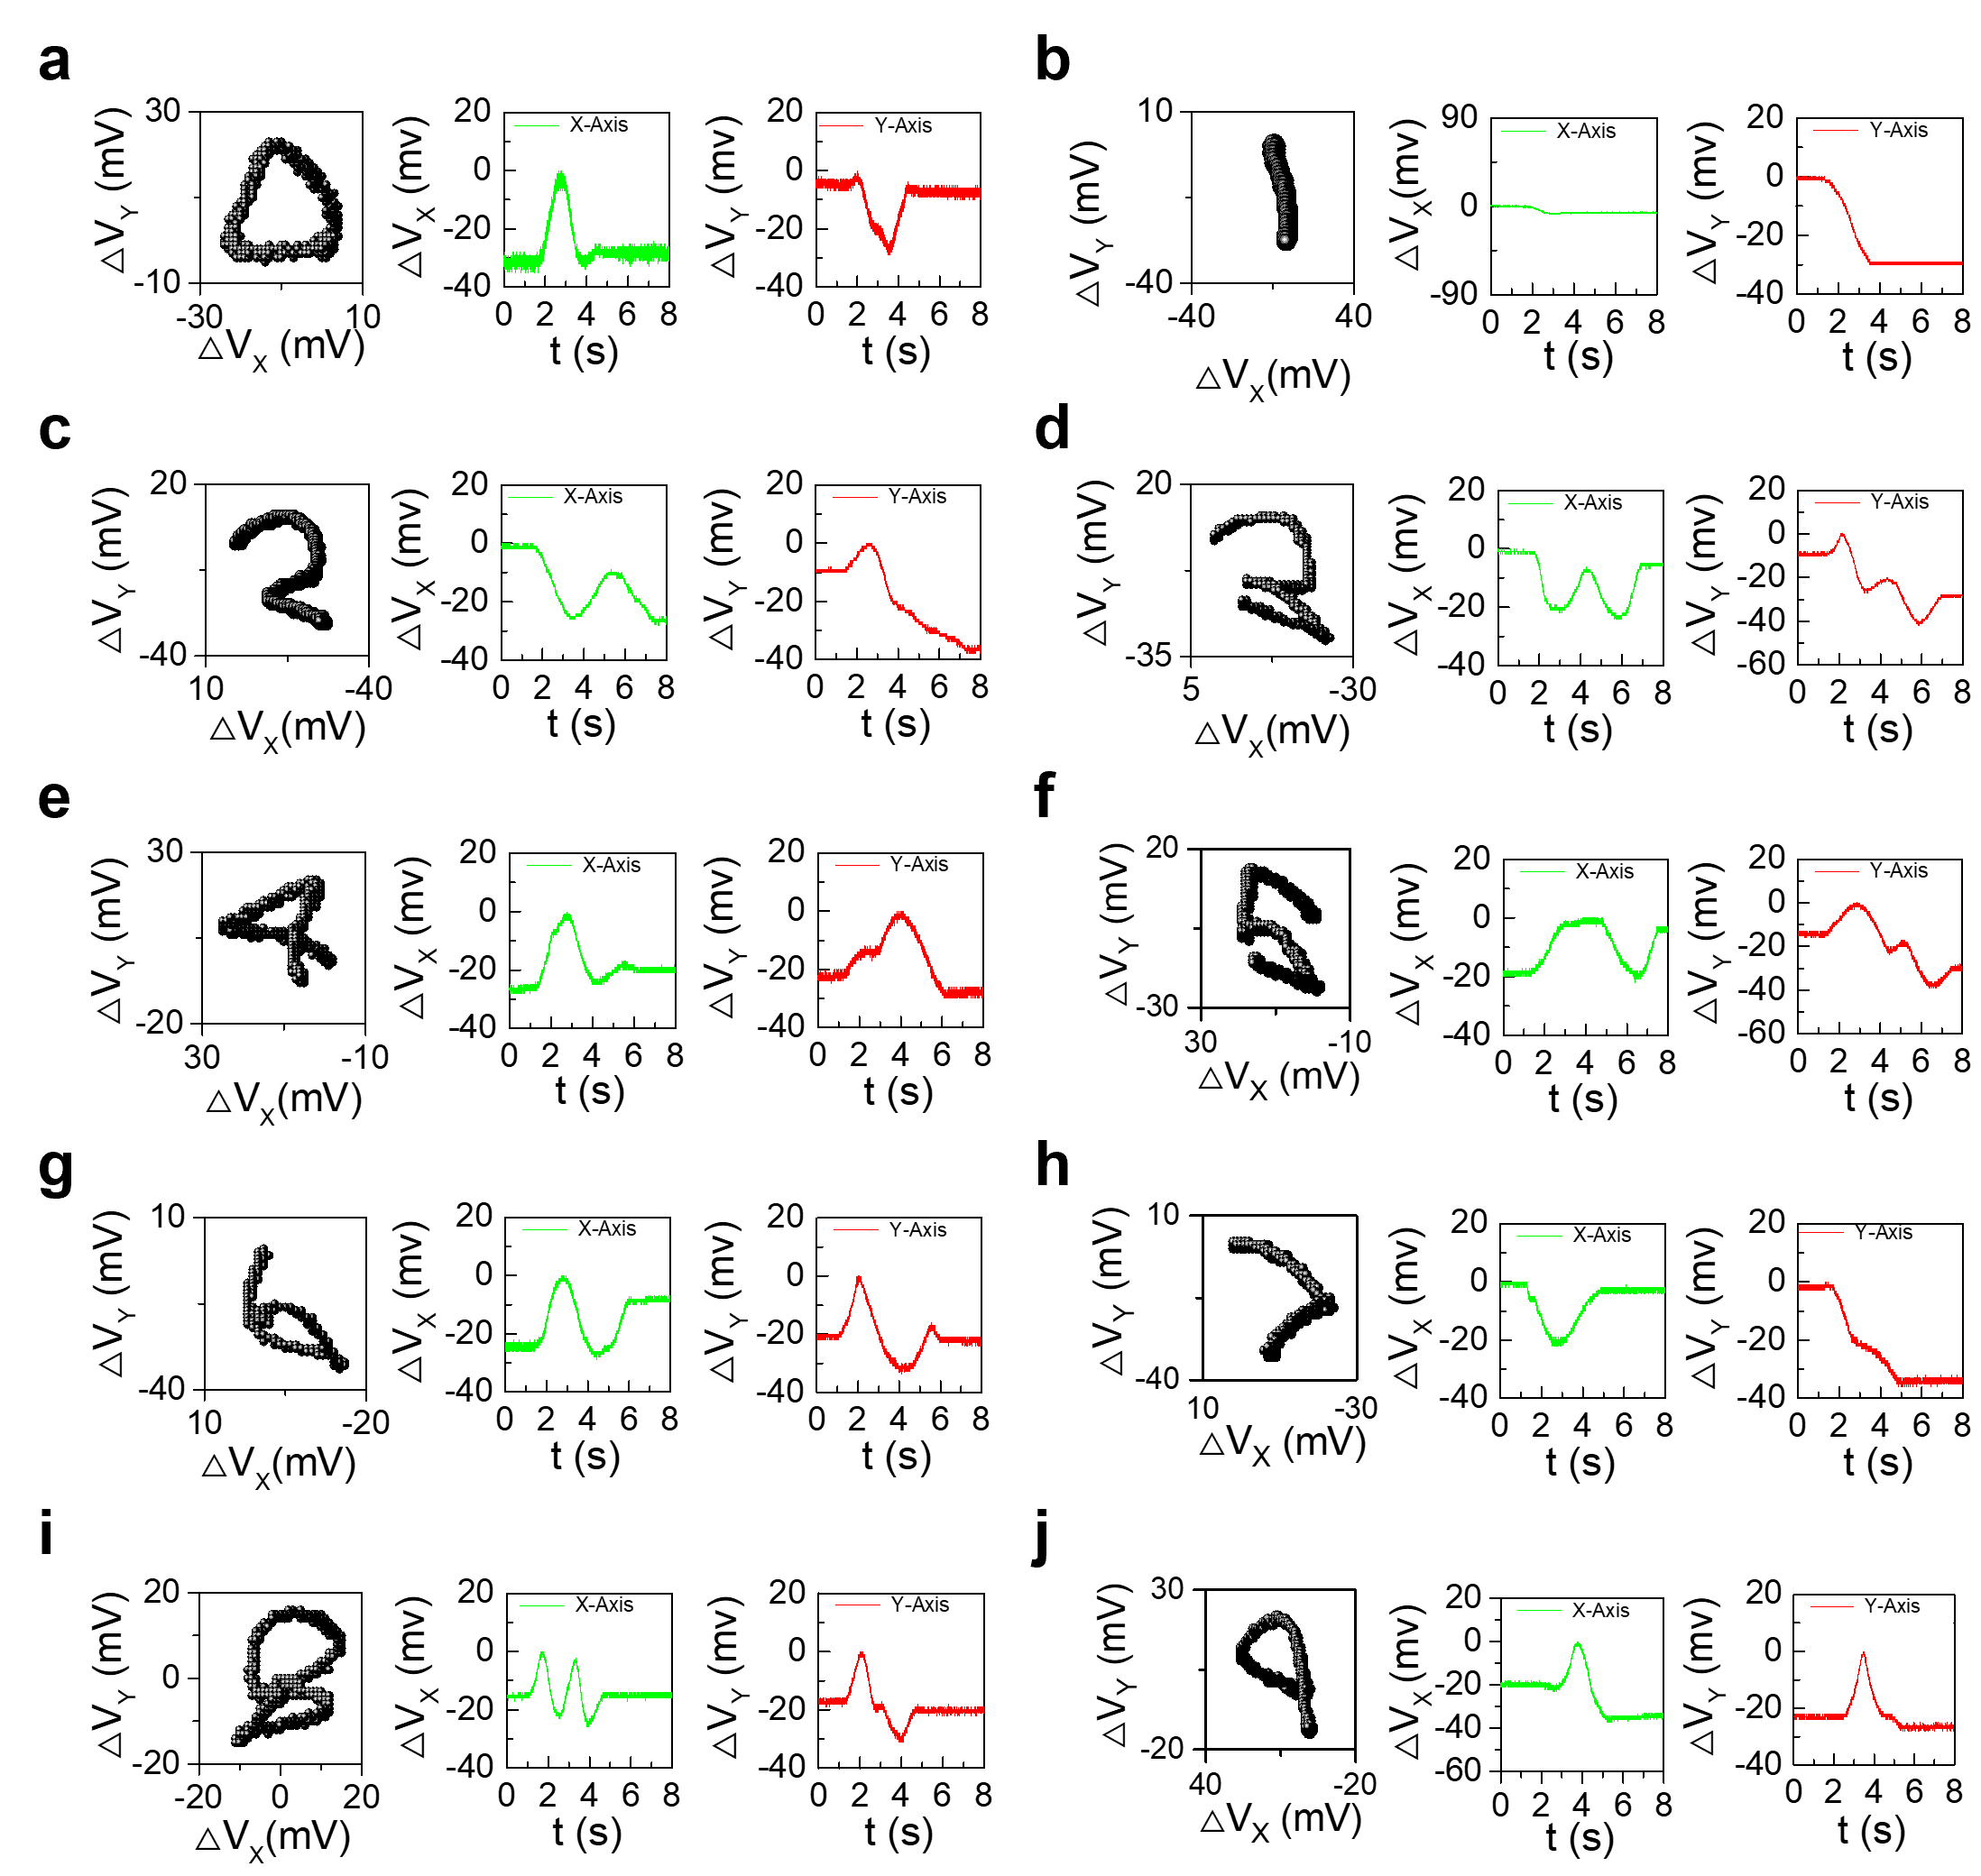 a
30
-10
-30 10
△VY (mV)
△VX (mV)
20
0
-20
-40
0 2 4 6 8
△VX (mv)
t (s)
X-Axis
20
0
-20
-40
0 2 4 6 8
△VY (mv)
t (s)
Y-Axis
b
10
-40
-40 40
△VY (mV)
△VX(mV)
90
0
-90
0 2 4 6 8
△VX(mv)
t (s)
X-Axis
20
0
-20
-40
0 2 4 6 8
△VY (mv)
t (s)
Y-Axis
c
20
-40
10 -40
△VY (mV)
△VX(mV)
20
0
-20
-40
0 2 4 6 8
△VX (mv)
t (s)
X-Axis
20
0
-20
-40
0 2 4 6 8
△VY (mv)
t (s)
Y-Axis
d
20
-35
5 -30
△VY (mV)
△VX(mV)
20
0
-20
-40
0 2 4 6 8
△VX (mv)
t (s)
X-Axis
20
0
-20
-40
-60
0 2 4 6 8
△VY (mv)
t (s)
Y-Axis
e
30
-20
30 -10
△VY (mV)
△VX(mV)
20
0
-20
-40
0 2 4 6 8
△VX (mv)
t (s)
X-Axis
20
0
-20
-40
0 2 4 6 8
△VY (mv)
t (s)
Y-Axis
f
20
-30
30 -10
△VY (mV)
△VX (mV)
20
0
-20
-40
0 2 4 6 8
△VX (mv)
t (s)
X-Axis
20
0
-20
-40
-60
0 2 4 6 8
△VY (mv)
t (s)
Y-Axis
g
10
-40
10 -20
△VY (mV)
△VX(mV)
20
0
-20
-40
0 2 4 6 8
△VX (mv)
t (s)
X-Axis
20
0
-20
-40
0 2 4 6 8
△VY (mv)
t (s)
Y-Axis
h
10
-40
10 -30
△VY (mV)
△VX (mV)
20
0
-20
-40
0 2 4 6 8
△VX (mv)
t (s)
X-Axis
20
0
-20
-40
0 2 4 6 8
△VY (mv)
t (s)
Y-Axis
i
20
0
-20
-20 0 20
△VY (mV)
△VX(mV)
20
0
-20
-40
0 2 4 6 8
△VX (mv)
t (s)
X-Axis
20
0
-20
-40
0 2 4 6 8
△VY (mv)
t (s)
Y-Axis
j
30
-20
40 -20
△VY (mV)
△VX (mV)
20
0
-20
-40
-60
0 2 4 6 8
△VX(mv)
t (s)
X-Axis
20
0
-20
-40
0 2 4 6 8
△VY (mv)
t (s)
Y-Axis